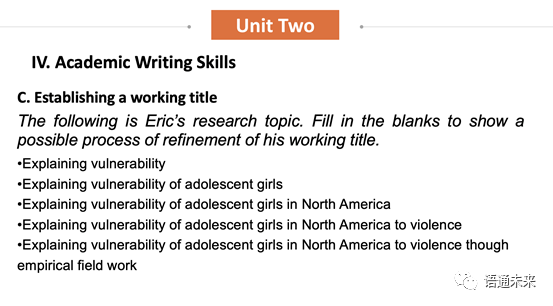 Unit Two
IV. Academic Writing Skills
C. Establishing a working title
The following is Eric's research topic. Fill in the blanks to show a
possible process of refinement of his working title.
•Explaining vulnerability
•Explaining vulnerability of adolescent girls
•Explaining vulnerability of adolescent girls in North America
•Explaining vulnerability of adolescent girls in North America to violence
•Explaining vulnerability of adolescent girls in North America to violence though
empirical field work
语通未来